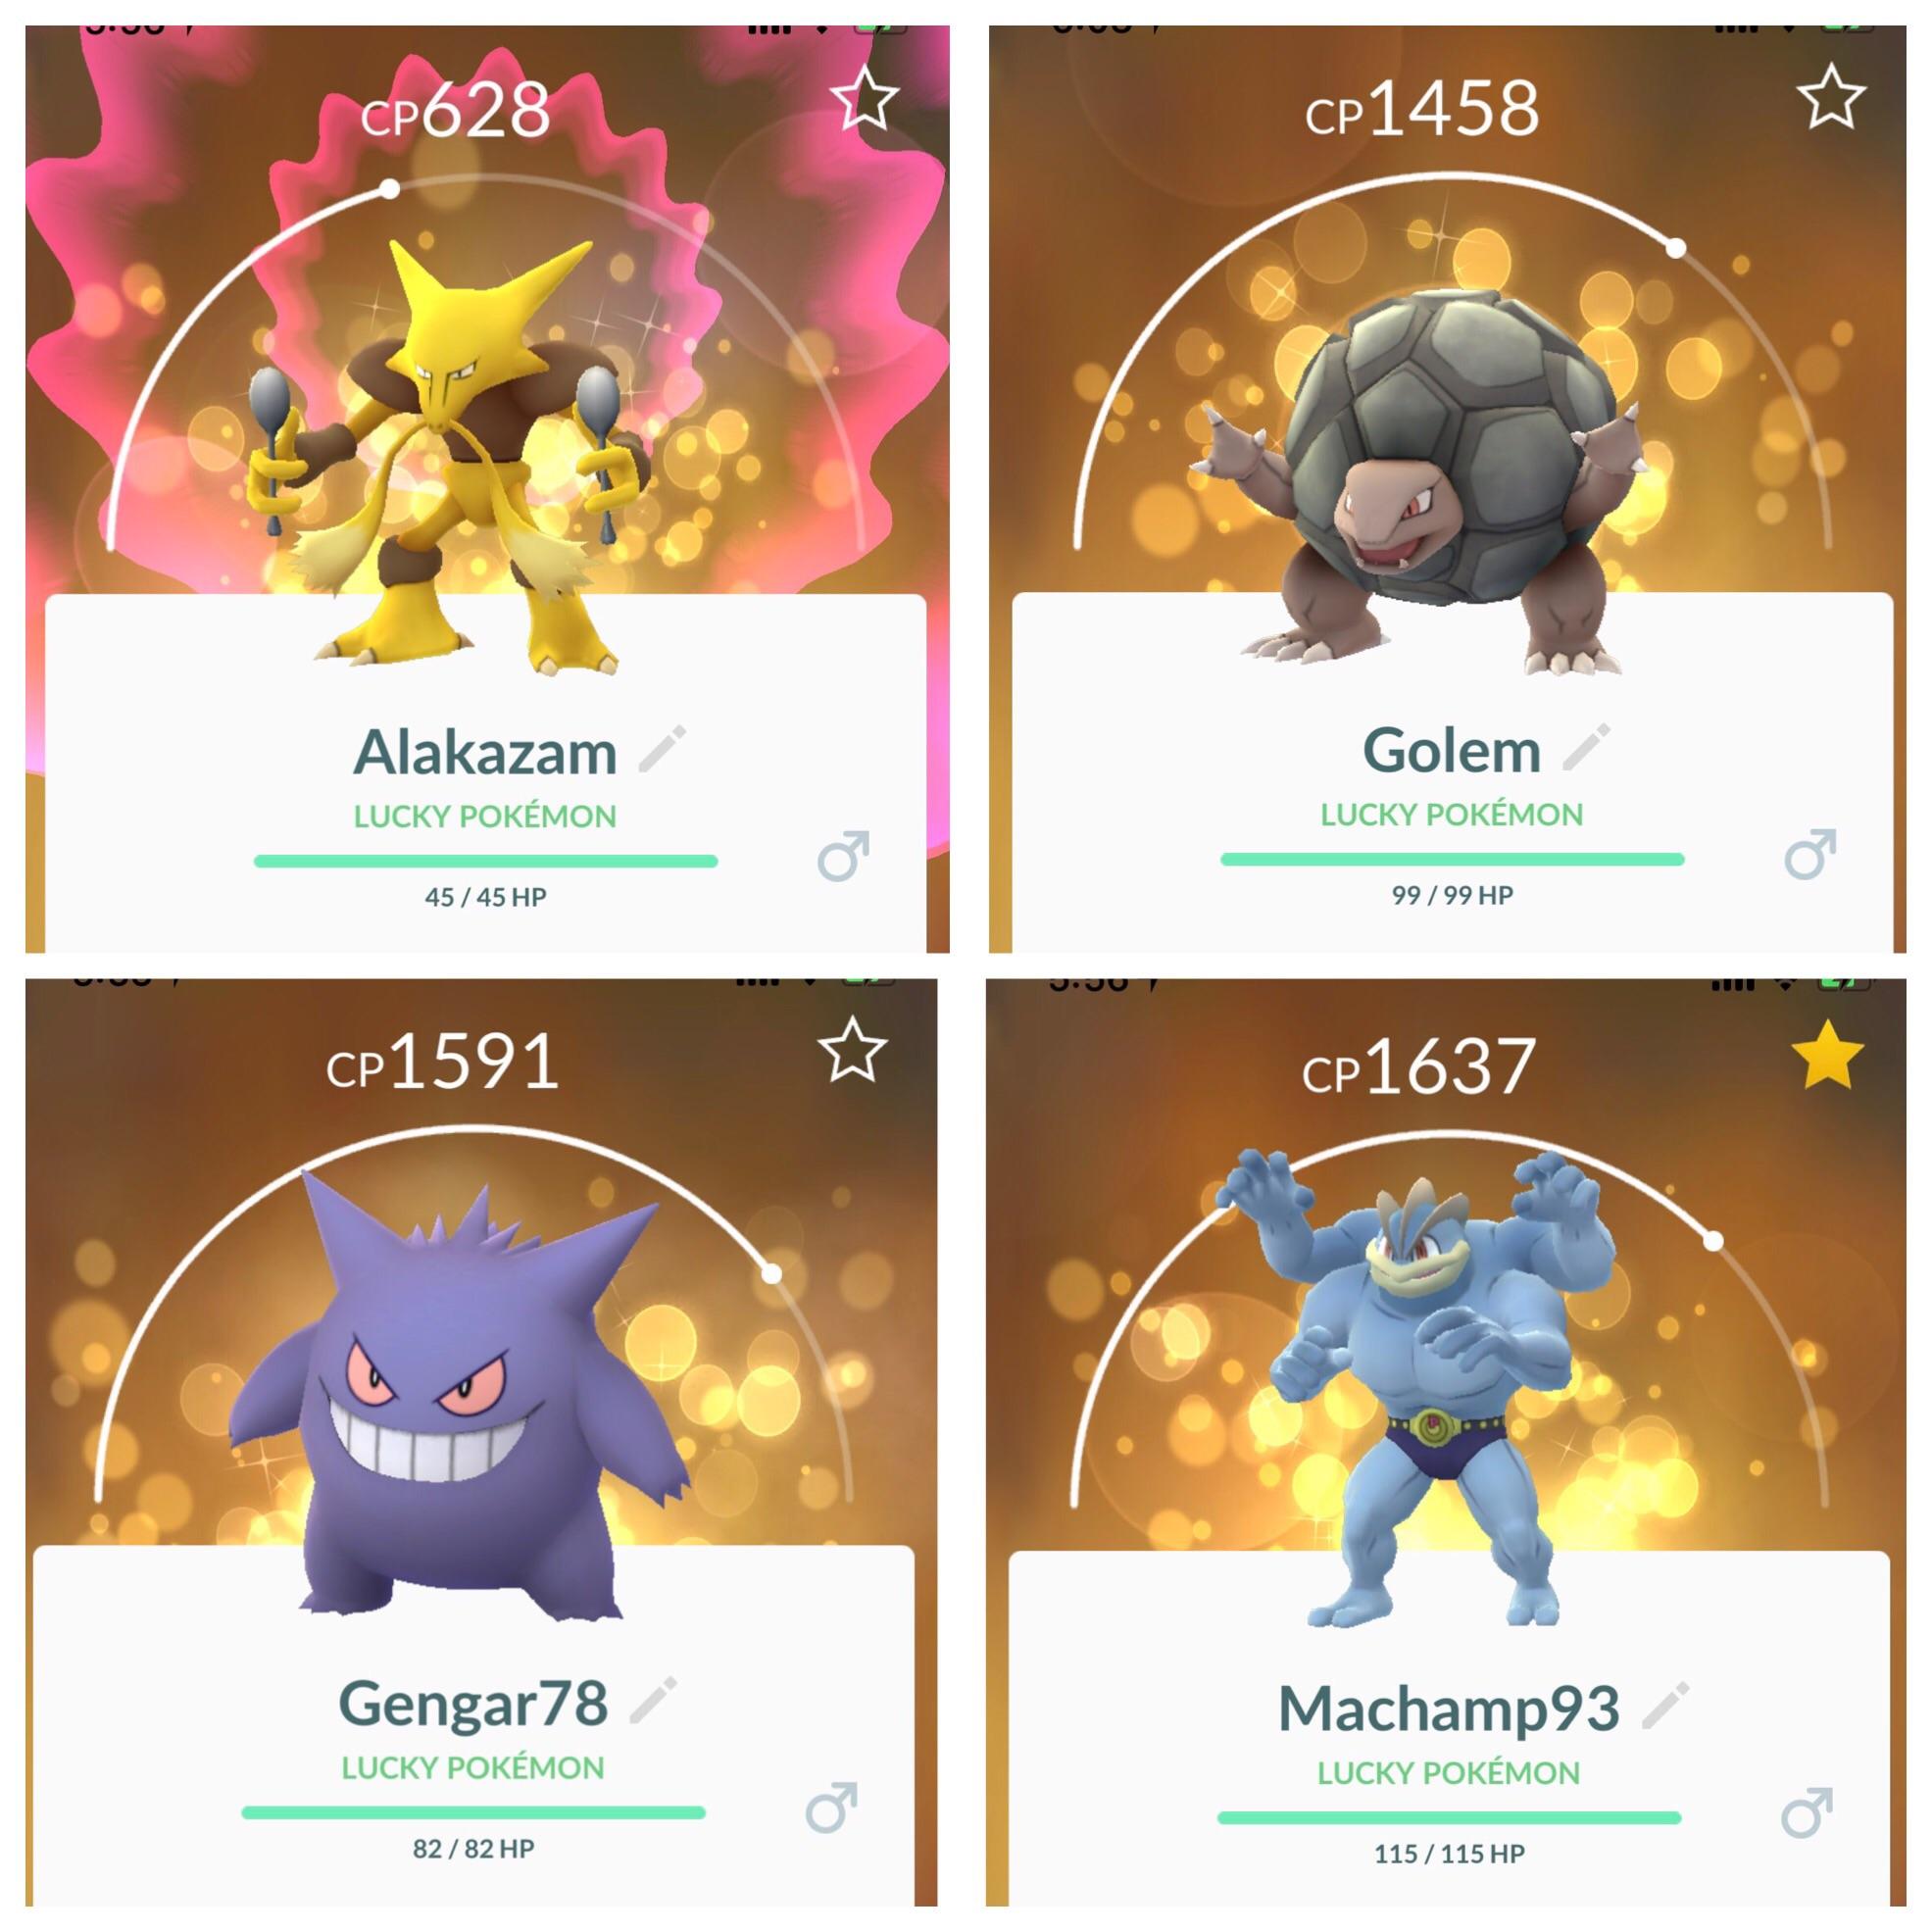 CP628
Alakazam
LUCKY POKÉMON
45 / 45 HP
CP1458
Golem
LUCKY POKÉMON
99 / 99 HP
CP1591
Gengar78
LUCKY POKÉMON
82 / 82 HP
CP1637
Machamp93
LUCKY POKÉMON
115 / 115 HP